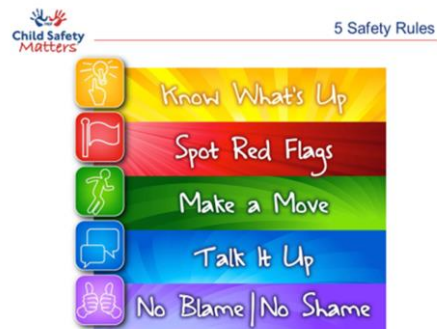 Child Safety
Matters
5 Safety Rules
Know What's Up
Spot Red Flags
Make a Move
Talk It Up
No Blame|No Shame